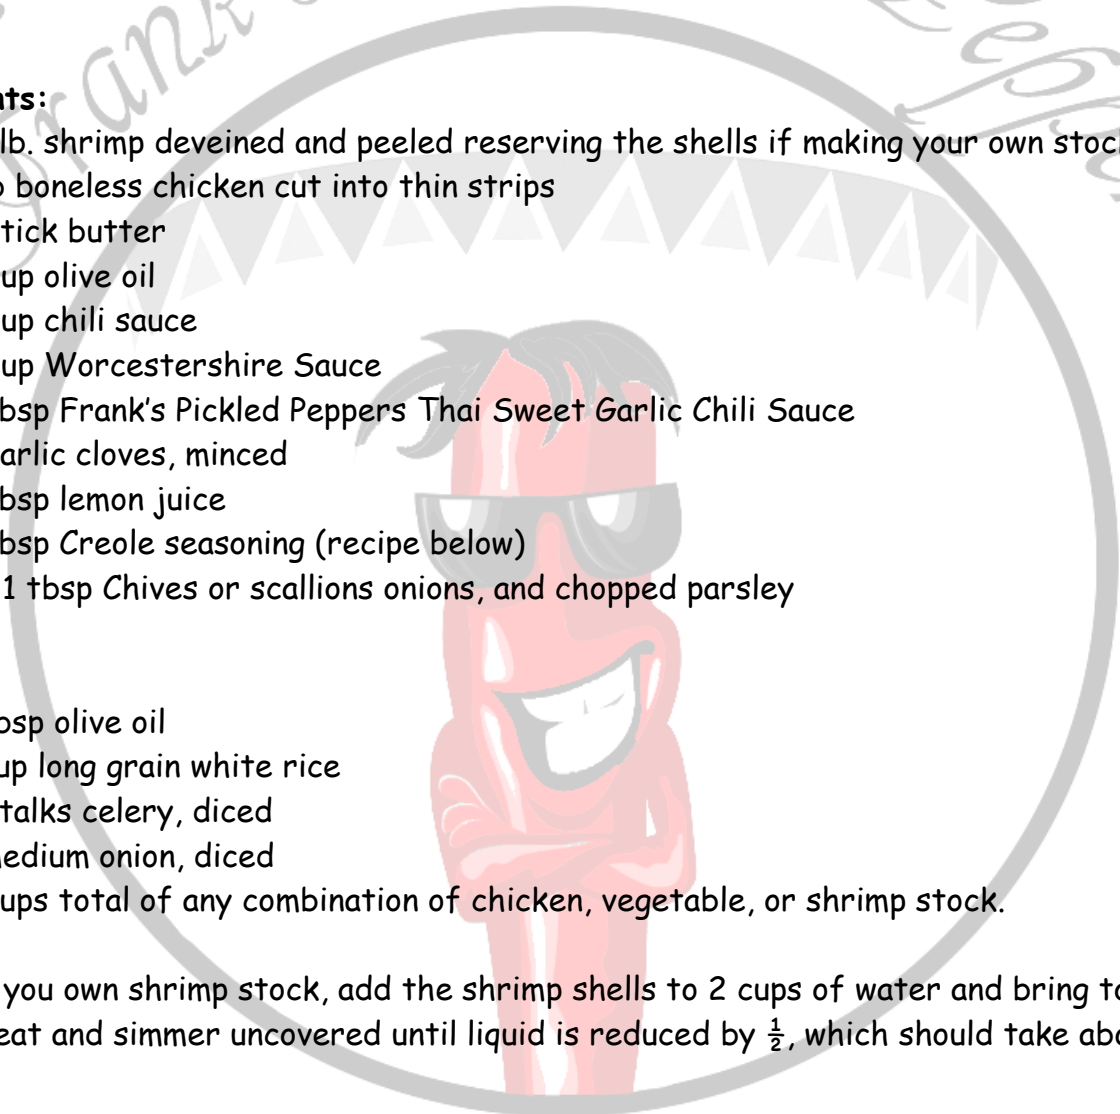 Frank
Pep
nts:
lb. shrimp deveined and peeled reserving the shells if making your own stoc
boneless chicken cut into thin strips
tick butter
up olive oil
up chili sauce
up Worcestershire Sauce
bsp Frank’s Pickled Peppers Thai Sweet Garlic Chili Sauce
arlic cloves, minced
bsp lemon juice
bsp Creole seasoning (recipe below)
1 tbsp Chives or scallions onions, and chopped parsley
bsp olive oil
up long grain white rice
talks celery, diced
edium onion, diced
ups total of any combination of chicken, vegetable, or shrimp stock.
you own shrimp stock, add the shrimp shells to 2 cups of water and bring to
eat and simmer uncovered until liquid is reduced by ½, which should take abo